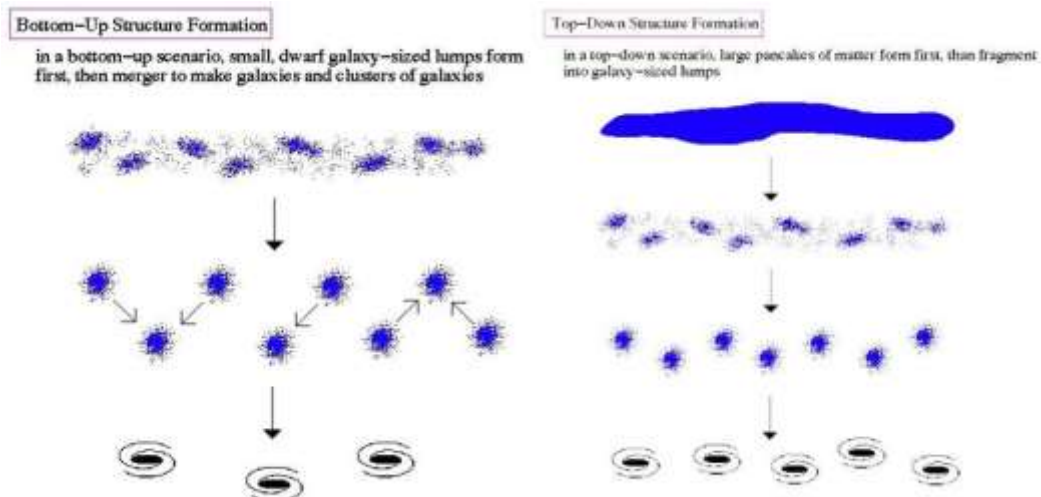 Bottom-Up Structure Formation
in a bottom-up scenario, small, dwarf galaxy-sized lumps form
first, then merger to make galaxies and clusters of galaxies
Top-Down Structure Formation
in a top-down scenario, large pancakes of matter form first, than fragment
into galaxy-sized lumps